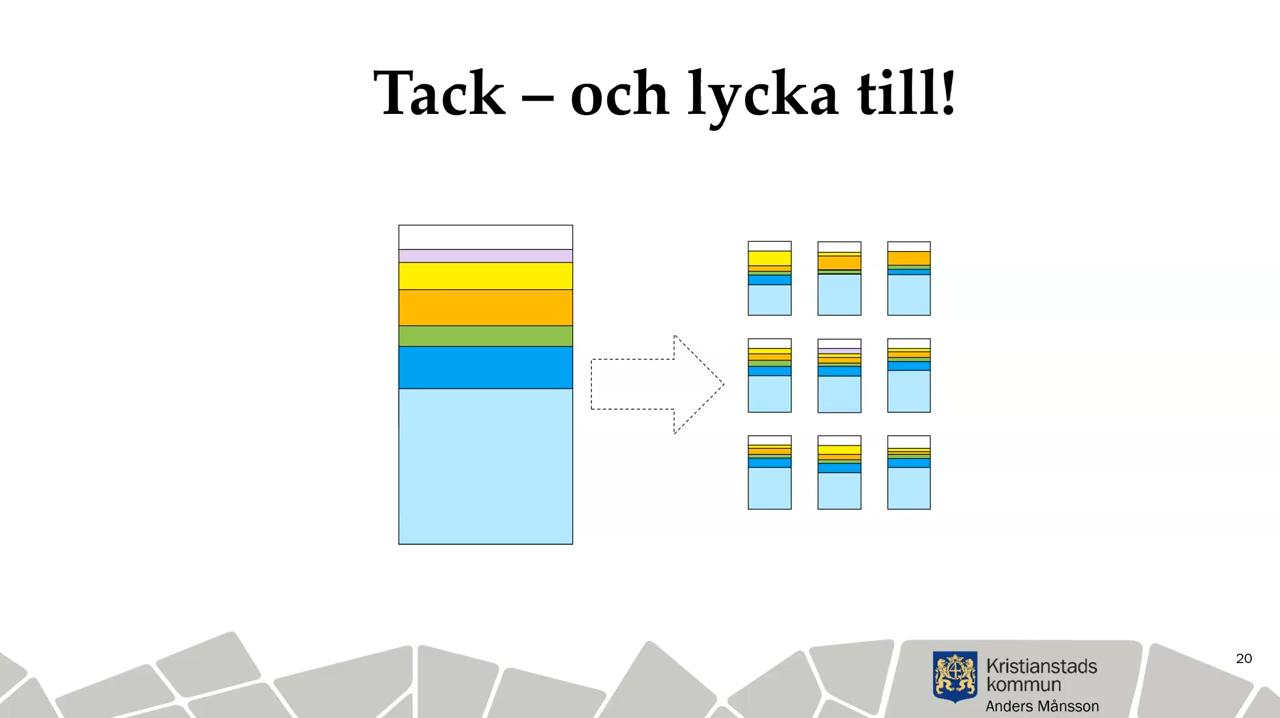 Tack – och lycka till!
20
Kristianstads
kommun
Anders Månsson